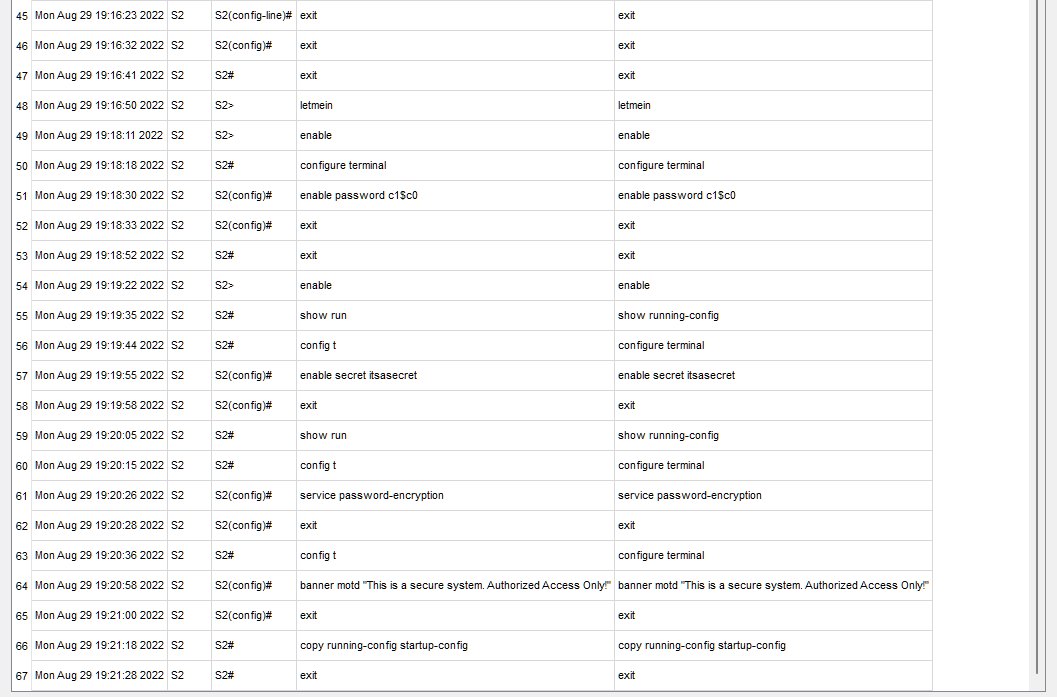 45 Mon Aug 29 19:16:23 2022 S2 S2(config-line)# exit exit
46 Mon Aug 29 19:16:32 2022 S2 S2(config)# exit exit
47 Mon Aug 29 19:16:41 2022 S2 S2# exit exit
48 Mon Aug 29 19:16:50 2022 S2 S2> letmein letmein
49 Mon Aug 29 19:18:11 2022 S2 S2> enable enable
50 Mon Aug 29 19:18:18 2022 S2 S2# configure terminal configure terminal
51 Mon Aug 29 19:18:30 2022 S2 S2(config)# enable password c1$c0 enable password c1$c0
52 Mon Aug 29 19:18:33 2022 S2 S2(config)# exit exit
53 Mon Aug 29 19:18:52 2022 S2 S2# exit exit
54 Mon Aug 29 19:19:22 2022 S2 S2> enable enable
55 Mon Aug 29 19:19:35 2022 S2 S2# show run show running-config
56 Mon Aug 29 19:19:44 2022 S2 S2# config t configure terminal
57 Mon Aug 29 19:19:55 2022 S2 S2(config)# enable secret itsasecret enable secret itsasecret
58 Mon Aug 29 19:19:58 2022 S2 S2(config)# exit exit
59 Mon Aug 29 19:20:05 2022 S2 S2# show run show running-config
60 Mon Aug 29 19:20:15 2022 S2 S2# config t configure terminal
61 Mon Aug 29 19:20:26 2022 S2 S2(config)# service password-encryption service password-encryption
62 Mon Aug 29 19:20:28 2022 S2 S2(config)# exit exit
63 Mon Aug 29 19:20:36 2022 S2 S2# config t configure terminal
64 Mon Aug 29 19:20:58 2022 S2 S2(config)# banner motd "This is a secure system. Authorized Access Only!" banner motd "This is a secure system. Authorized Access Only!"
65 Mon Aug 29 19:21:00 2022 S2 S2(config)# exit exit
66 Mon Aug 29 19:21:18 2022 S2 S2# copy running-config startup-config copy running-config startup-config
67 Mon Aug 29 19:21:28 2022 S2 S2# exit exit